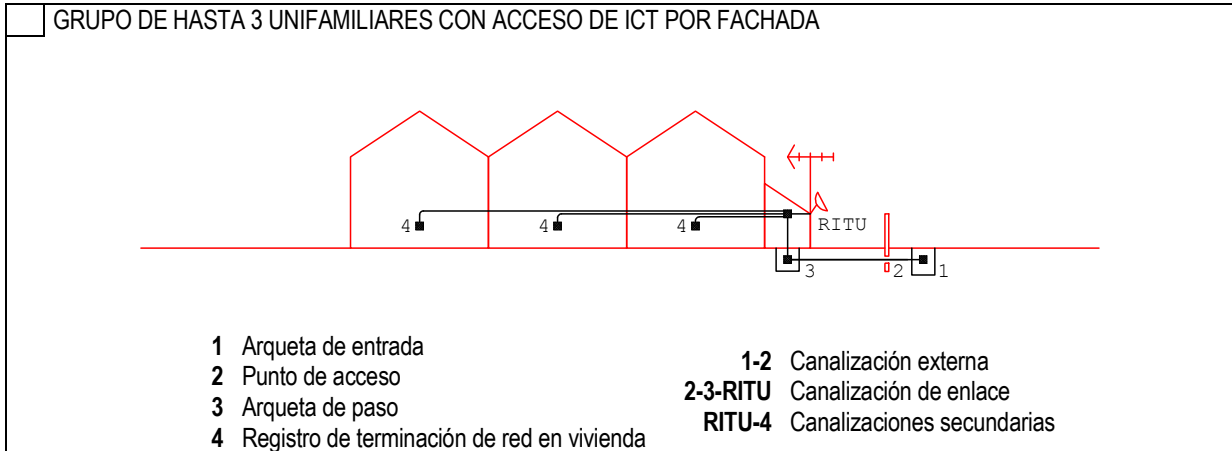 GRUPO DE HASTA 3 UNIFAMILIARES CON ACCESO DE ICT POR FACHADA
4 4 4 RITU
3 2 1
1 Arqueta de entrada
2 Punto de acceso
3 Arqueta de paso
4 Registro de terminación de red en vivienda
1-2 Canalización externa
2-3-RITU Canalización de enlace
RITU-4 Canalizaciones secundarias